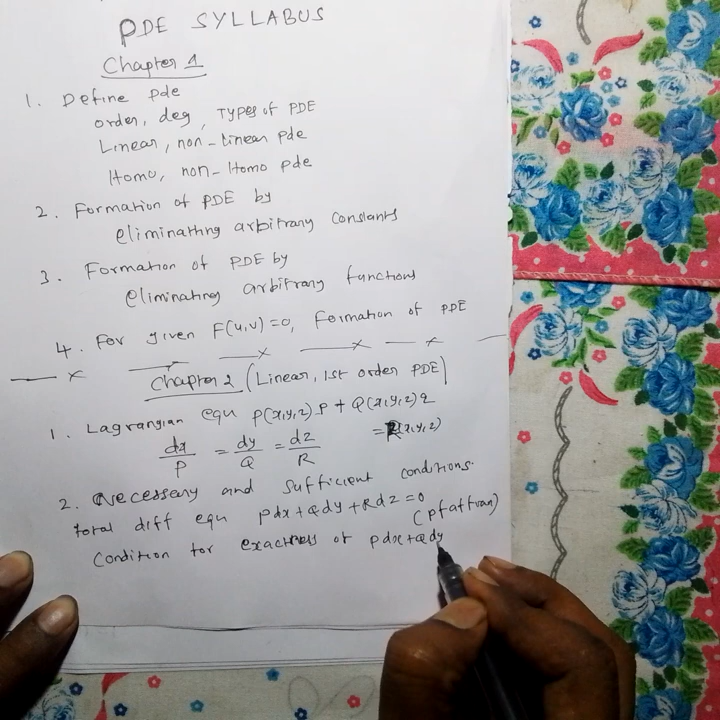 PDE SYLLABUS
Chapter 1
1. Define pde
order, deg, Types of PDE
Linear, non-linear pde
Homo, non-Homo pde
2. Formation of PDE by
eliminating arbitrary constants
3. Formation of PDE by
eliminating arbitrary functions
4. For given F(u,v)=0, Formation of PDE
Chapter 2 (Linear, 1st order PDE)
1. Lagrangian equ P(x,y,z)p + Q(x,y,z)q
= R(x,y,z)
dx/P = dy/Q = dz/R
2. Necessary and sufficient conditions.
total diff equ Pdx+Qdy+Rdz=0
(pfaffian)
Condition for exactness of pdx+Qdy